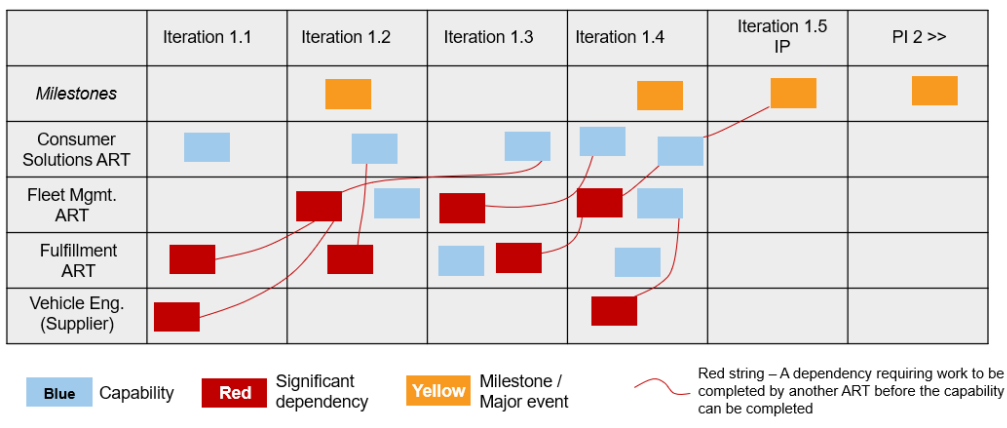 Iteration 1.1
Iteration 1.2
Iteration 1.3
Iteration 1.4
Iteration 1.5
IP
PI 2 >>
Milestones
Consumer
Solutions ART
Fleet Mgmt.
ART
Fulfillment
ART
Vehicle Eng.
(Supplier)
Blue
Capability
Red
Significant
dependency
Yellow
Milestone /
Major event
Red string – A dependency requiring work to be
completed by another ART before the capability
can be completed